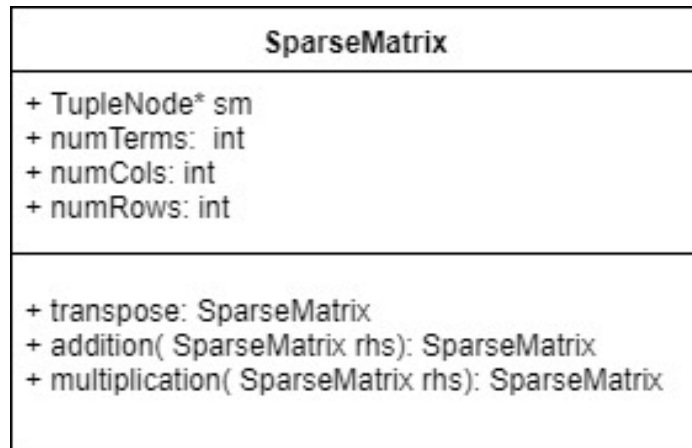 SparseMatrix
+ TupleNode* sm
+ numTerms:  int
+ numCols: int
+ numRows: int
+ transpose: SparseMatrix
+ addition( SparseMatrix rhs): SparseMatrix
+ multiplication( SparseMatrix rhs): SparseMatrix